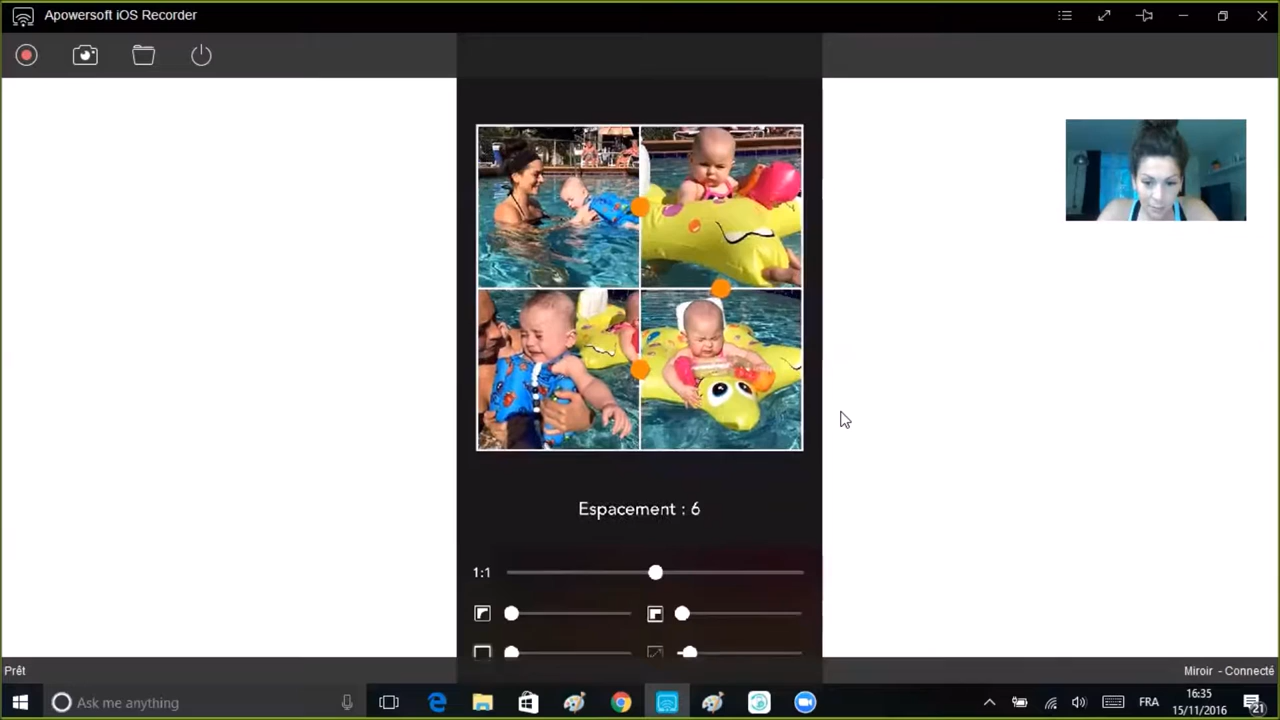 Apowersoft iOS Recorder
Espacement : 6
1:1
Prêt
Miroir - Connecté
Ask me anything
FRA
16:35
15/11/2016
21